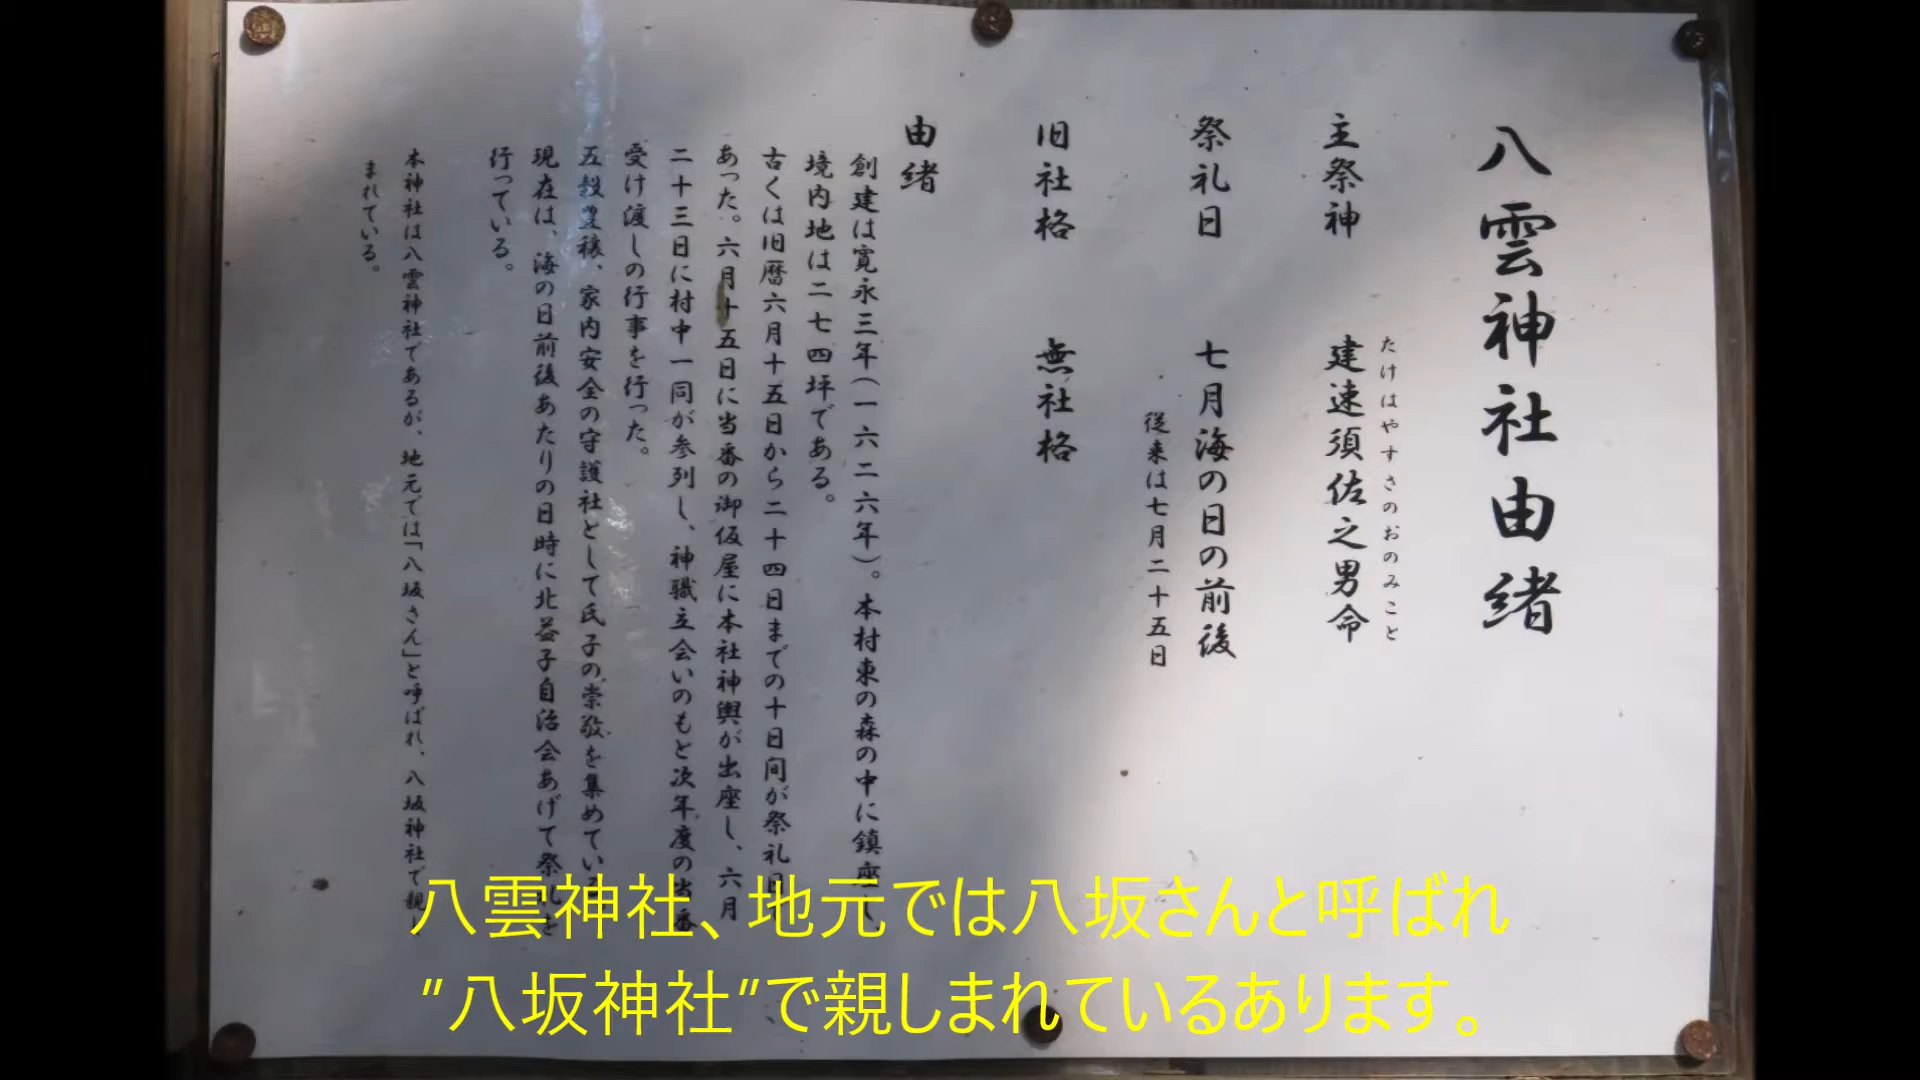 八雲神社由緒
たけはやすさのおのみこと
主祭神 建速須佐之男命
祭礼日 七月海の日の前後
従来は七月二十五日
旧社格 無社格
由緒
創建は寛永三年(一六二六年)。本村東の森の中に鎮座し、
境内地は二七四坪である。
古くは旧暦六月十五日から二十四日までの十日間が祭礼日で
あった。六月十五日に当番の御仮屋に本社神輿が出座し、六月
二十三日に村中一同が参列し、神職立会いのもと次年度の当番
受け渡しの行事を行った。
五穀豊穣、家内安全の守護社として氏子の崇敬を集めてい
現在は、海の日前後あたりの日時に北益子自治会あげて祭礼を
行っている。
本神社は八雲神社であるが、地元では「八坂さん」と呼ばれ、八坂神社で親し
まれている。
八雲神社、地元では八坂さんと呼ばれ
"八坂神社"で親しまれているあります。